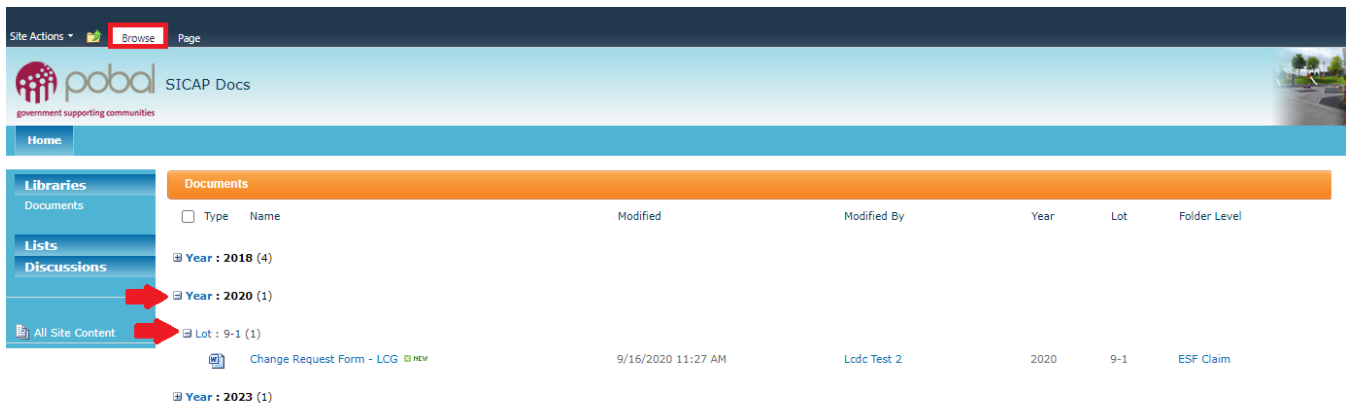 Site Actions Browse Page
pobal SICAP Docs
government supporting communities
Home
Libraries
Documents
Lists
Discussions
All Site Content
Documents
Type Name Modified Modified By Year Lot Folder Level
Year : 2018 (4)
Year : 2020 (1)
Lot : 9-1 (1)
Change Request Form - LCG NEW 9/16/2020 11:27 AM Lcdc Test 2 2020 9-1 ESF Claim
Year : 2023 (1)